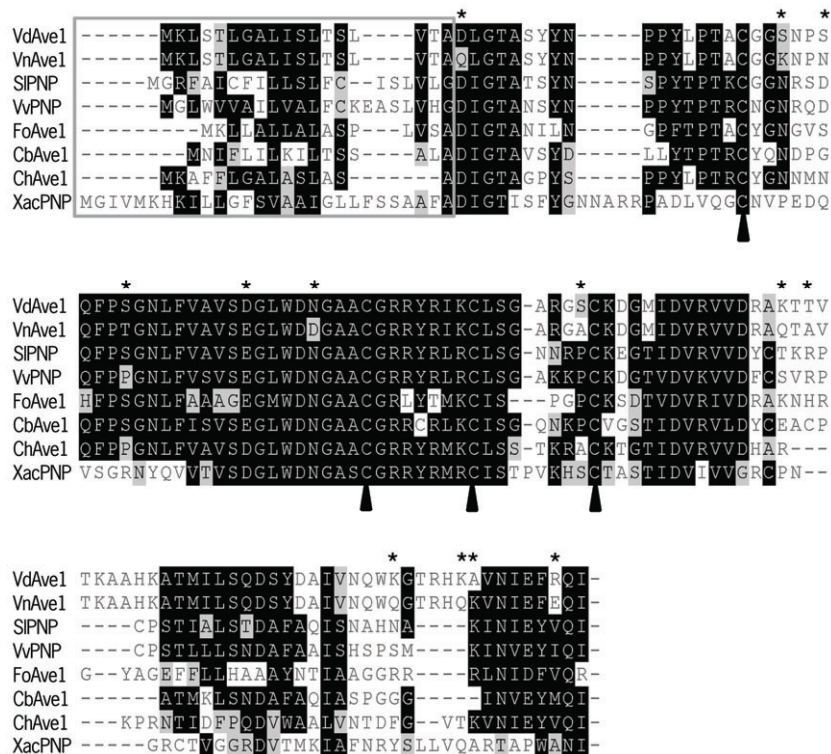 * * *
VdAve1 ------MKLSTLGALISLTSL----VTADLGTASYYN-----PPYLPTACGGSNPS
VnAve1 ------MKLSTLGALISLTSL----VTAQLGTASYYN-----PPYLPTACGGKNPN
SlPNP -----MGRFAICFILLSLFC--ISLVLGDIGTATSYN-----SPYTPTKCGGNRSD
VvPNP ------MGLWVVAILVALFCKEASLVHGDIGTANSYN-----PPYTPTRCNGNRQD
FoAve1 ---------MKLLALLALASP---LVSADIGTANILN-----GPFTPTACYGNGVS
CbAve1 --------MNIFLILKILTSS----ALADIGTAVSYD-----LLYTPTRCYQNDPG
ChAve1 ------MKAFFLGALASLAS-------ADIGTAGPYS-----PPYLPTRCYGNNMN
XacPNP MGIVMKHKILLGFSVAAIGLLFSSAAFADIGTISFYGNNARRPADLVQGCNVPEDQ
* * * * * *
VdAve1 QFPSGNLFVAVSDGLWDNGAACGRRYRIKCLSG-ARGSCKDGMIDVRVVDRAKTTV
VnAve1 QFPTGNLFVAVSEGLWDDGAACGRRYRIKCLSG-ARGACKDGMIDVRVVDRAQTAV
SlPNP QFPSGNLFVAVSEGLWDNGAACGRRYRLRCLSG-NNRPCKEGTIDVRVVDYCTKRP
VvPNP QFPPGNLFVSVSEGLWDNGAACGRRYRLRCLSG-AKKPCKDGTVDVKVVDFCSVRP
FoAve1 HFPSGNLFAAAGEGMWDNGAACGRLYTMKCIS---PGPCKSDTVDVRIVDRAKNHR
CbAve1 QFPSGNLFISVSEGLWDNGAACGRRCRLKCLSG-QNKPCVGSTIDVRVLDYCEACP
ChAve1 QFPPGNLFVAVSDGLWDNGAACGRRYRMKCLSS-TKRACKTGTIDVRVVDHAR---
XacPNP VSGRNYQVVTVSDGLWDNGASCGRRYRMRCISTPVKHSCTASTIDVIVVGRCPN--
* ** *
VdAve1 TKAAHKATMILSQDSYDAIVNQWKGTRHKAVNIEFRQI-
VnAve1 TKAAHKATMILSQDSYDAIVNQWQGTRHQKVNIEFEQI-
SlPNP ----CPSTIALSTDAFAQISNAHNA----KINIEYVQI-
VvPNP ----CPSTLLLSNDAFAAISHSPSM----KINVEYIQI-
FoAve1 G--YAGEFFLLHAAAYNTIAAGGRR----RLNIDFVQR-
CbAve1 ------ATMKLSNDAFAQIASPGGG-----INVEYMQI-
ChAve1 ---KPRNTIDFPQDVWAALVNTDFG--VTKVNIEYVQI-
XacPNP -----GRCTVGGRDVTMKIAFNRYSLLVQARTAPWANI-